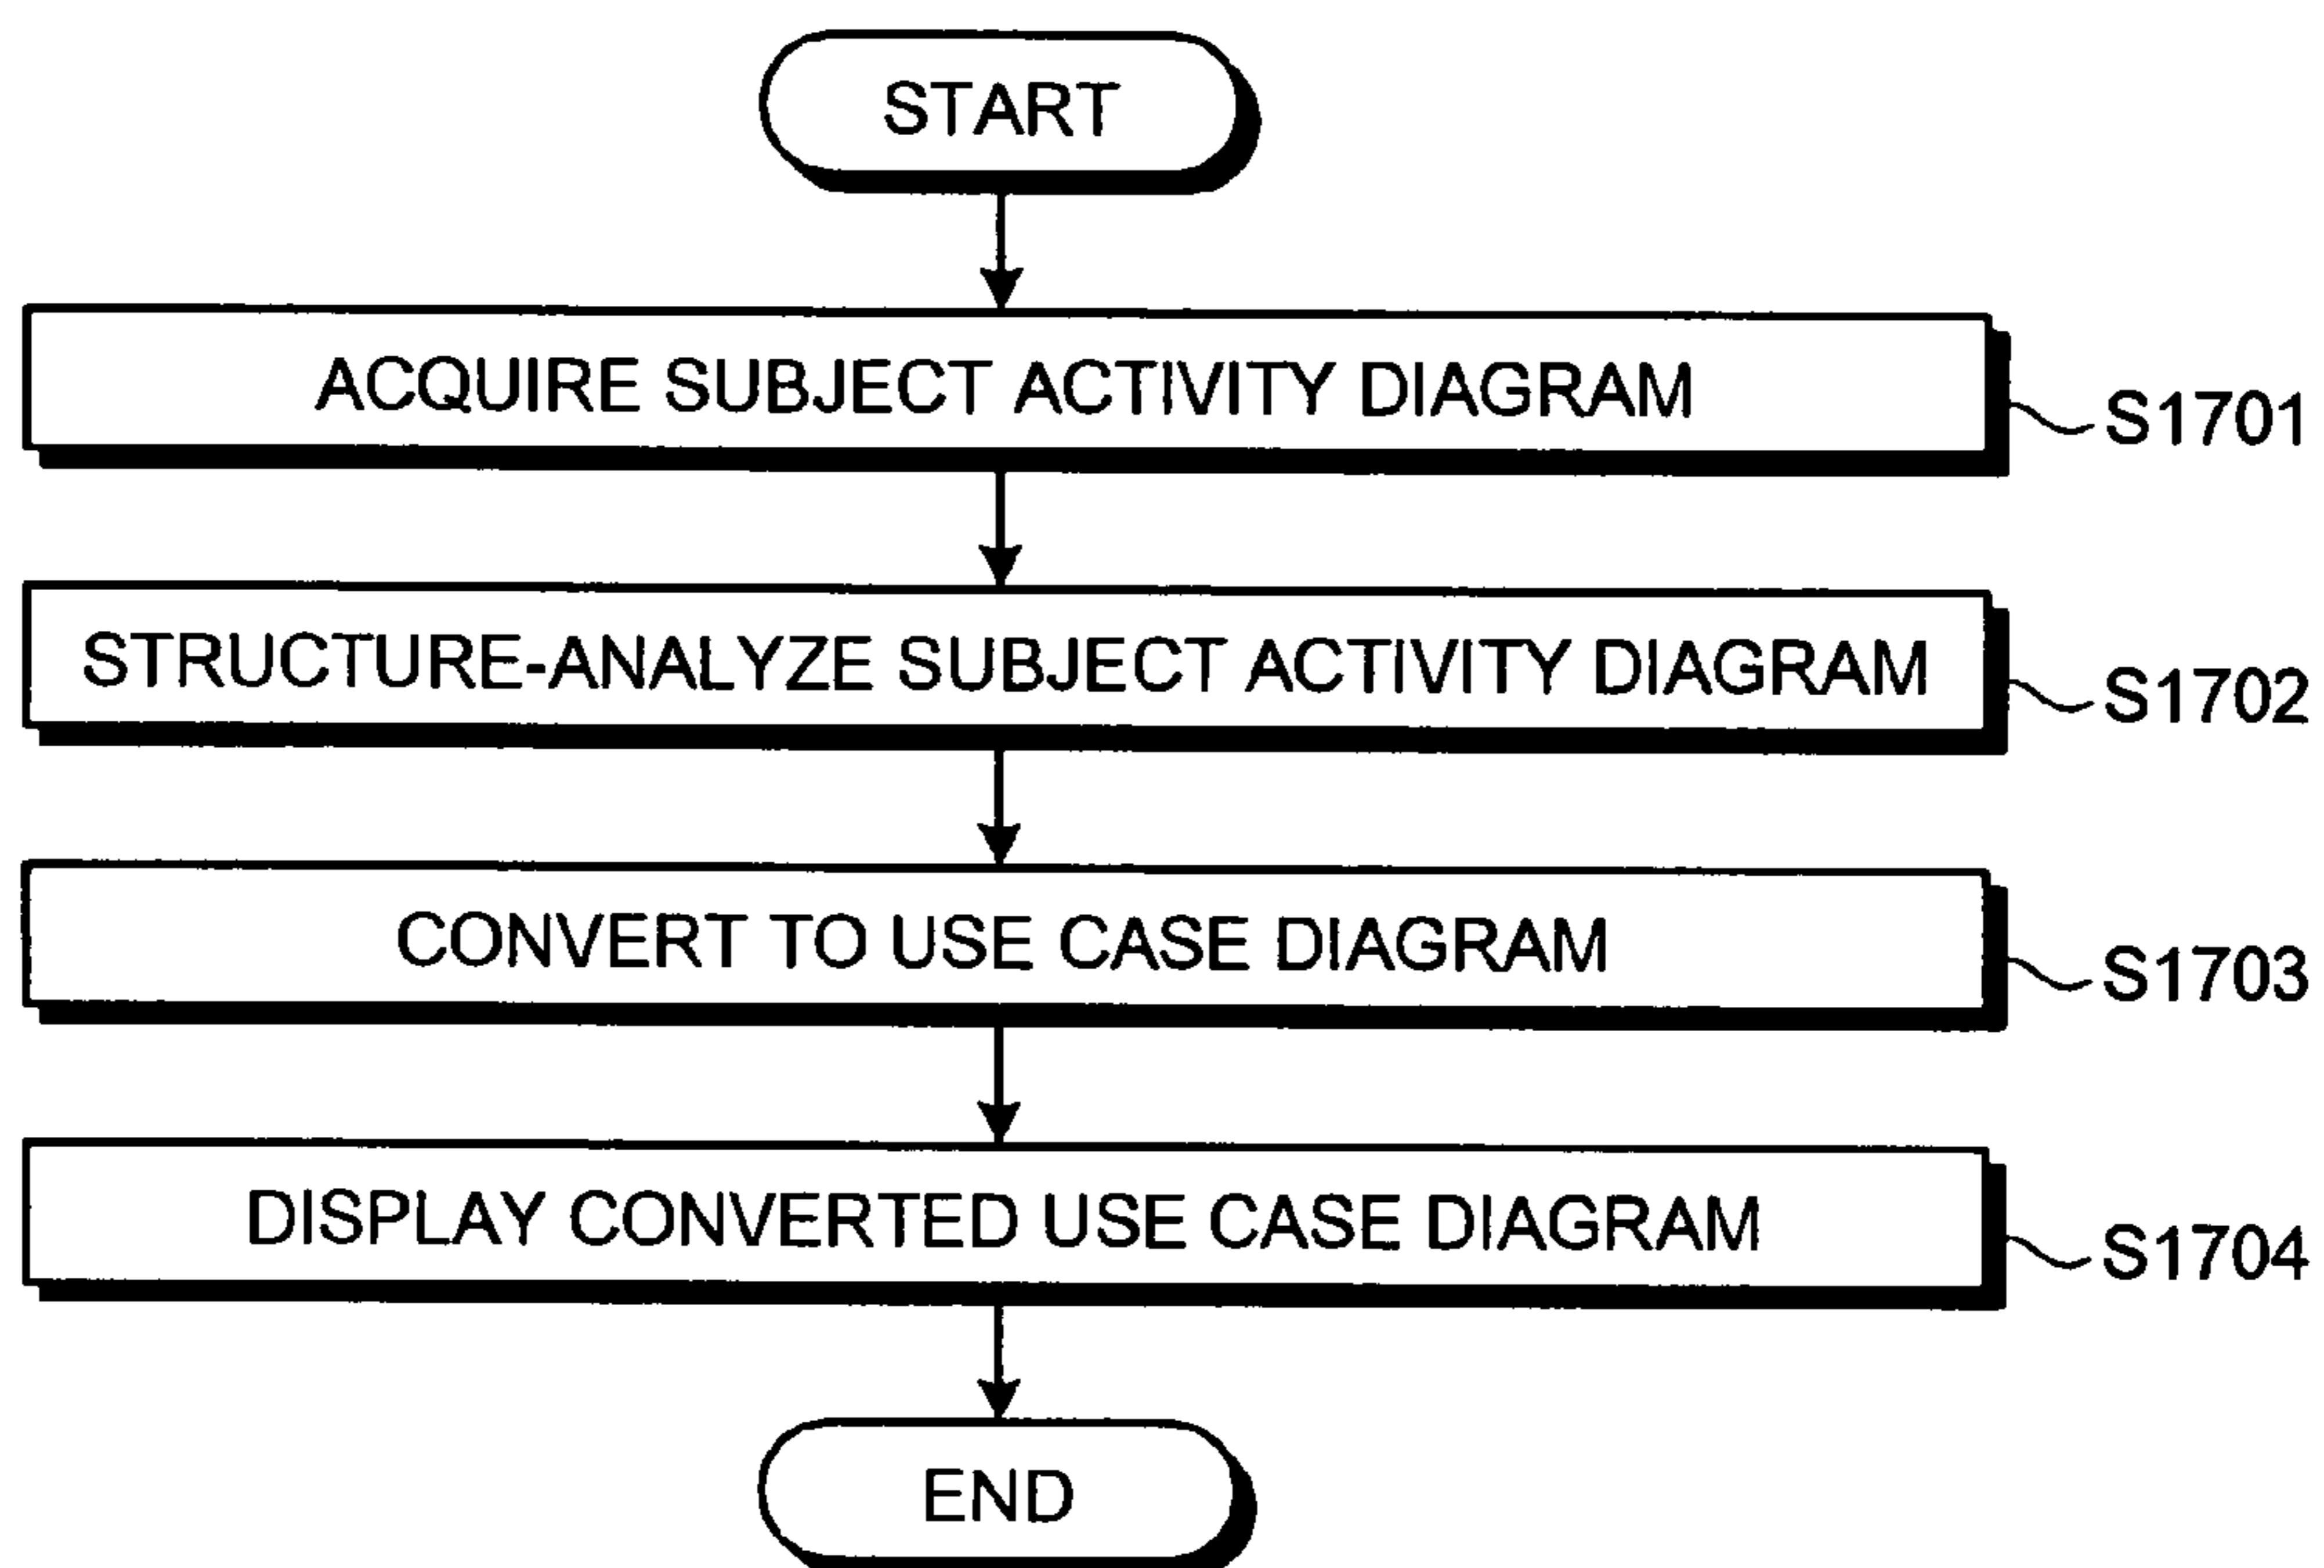 START
ACQUIRE SUBJECT ACTIVITY DIAGRAM
S1701
STRUCTURE-ANALYZE SUBJECT ACTIVITY DIAGRAM
S1702
CONVERT TO USE CASE DIAGRAM
S1703
DISPLAY CONVERTED USE CASE DIAGRAM
S1704
END